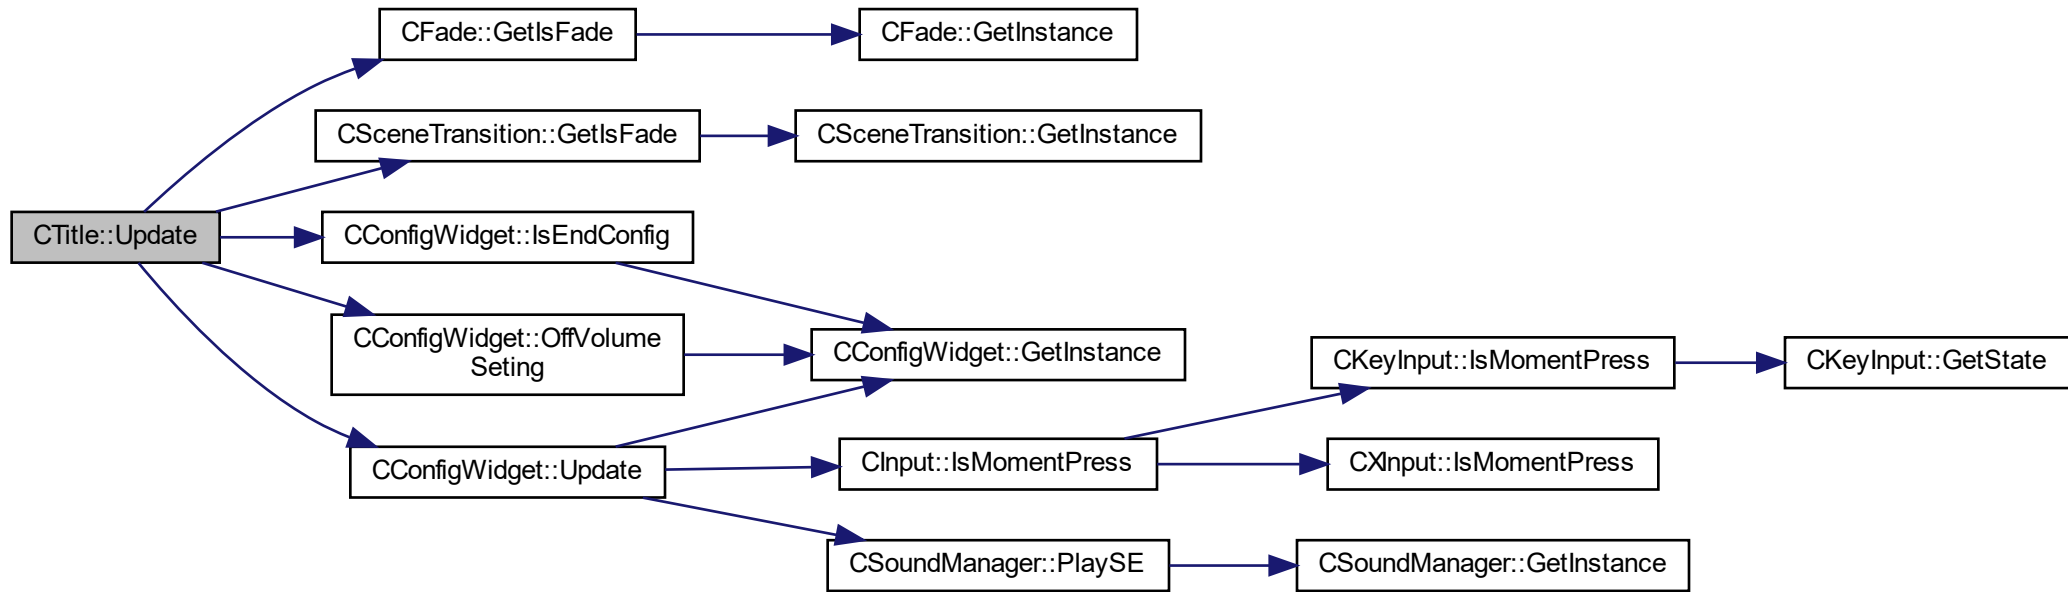 CFade::GetIsFade
CFade::GetInstance
CSceneTransition::GetIsFade
CSceneTransition::GetInstance
CTitle::Update
CConfigWidget::IsEndConfig
CConfigWidget::OffVolume
Seting
CConfigWidget::GetInstance
CKeyInput::IsMomentPress
CKeyInput::GetState
CConfigWidget::Update
CInput::IsMomentPress
CXInput::IsMomentPress
CSoundManager::PlaySE
CSoundManager::GetInstance